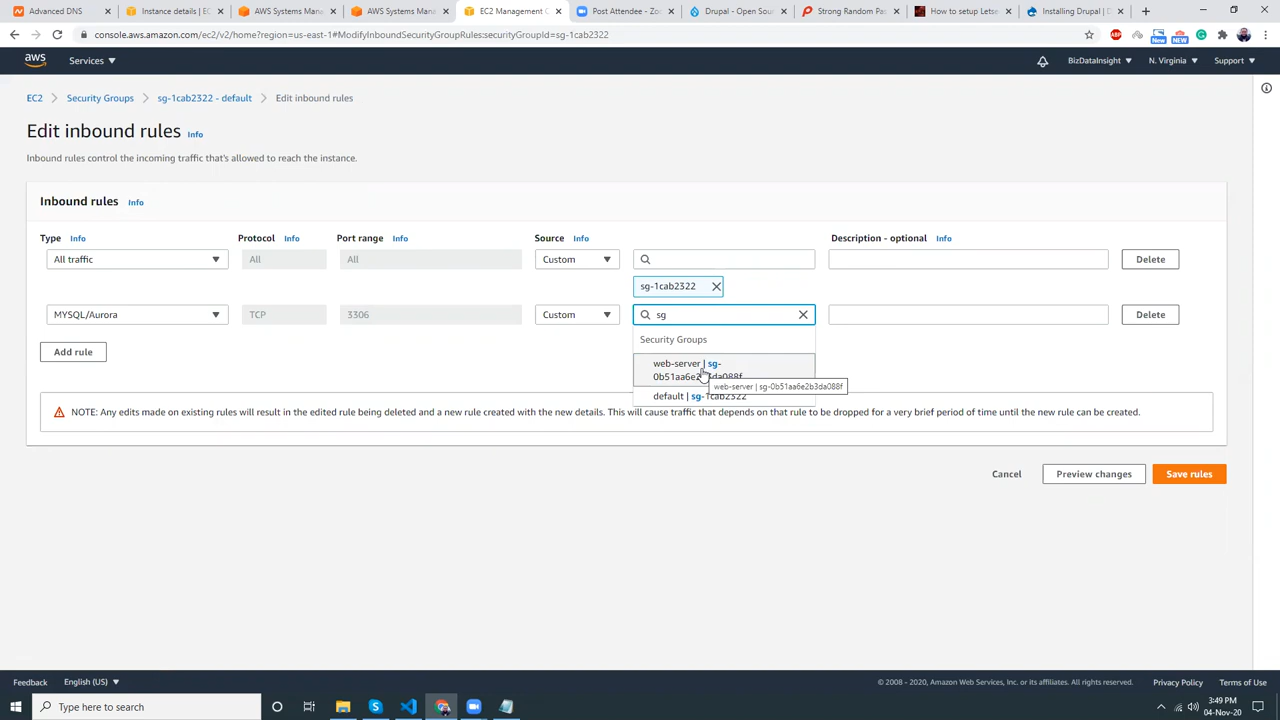 Advanced DNS
Instance details | EC
AWS Systems Mana
AWS Systems Mana
EC2 Management C
Post Attendee - Zoo
Drupal - Open Sou
Strong Random Pa
How to setup Letse
Installing Drupal | D
console.aws.amazon.com/ec2/v2/home?region=us-east-1#ModifyInboundSecurityGroupRules:securityGroupId=sg-1cab2322
ABP
New
NEW
aws
Services
BizDataInsight
N. Virginia
Support
EC2 > Security Groups > sg-1cab2322 - default > Edit inbound rules
Edit inbound rules Info
Inbound rules control the incoming traffic that's allowed to reach the instance.
Inbound rules Info
Type Info
Protocol Info
Port range Info
Source Info
Description - optional Info
All traffic
All
All
Custom
Delete
sg-1cab2322
MYSQL/Aurora
TCP
3306
Custom
sg
Delete
Security Groups
Add rule
web-server | sg-
0b51aa6e2b3da088f
web-server | sg-0b51aa6e2b3da088f
default | sg-1cab2322
NOTE: Any edits made on existing rules will result in the edited rule being deleted and a new rule created with the new details. This will cause traffic that depends on that rule to be dropped for a very brief period of time until the new rule can be created.
Cancel
Preview changes
Save rules
Feedback
English (US)
© 2008 - 2020, Amazon Web Services, Inc. or its affiliates. All rights reserved.
Privacy Policy
Terms of Use
Type here to search
3:49 PM
04-Nov-20